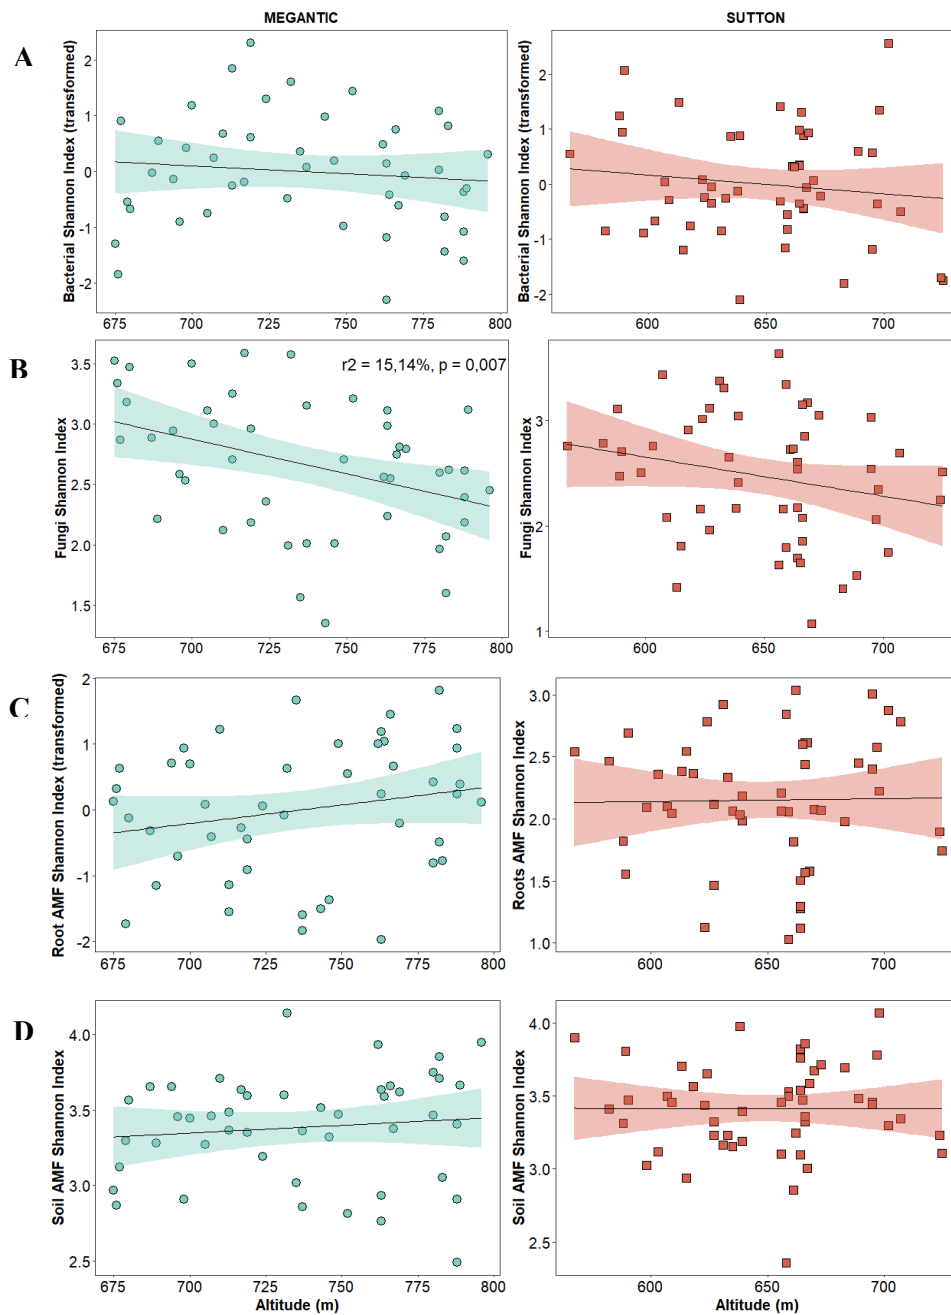 MEGANTIC SUTTON
A
Bacterial Shannon Index (transformed)
2
1
0
-1
-2
675 700 725 750 775 800
Bacterial Shannon Index (transformed)
2
1
0
-1
-2
600 650 700
B
r2 = 15,14%, p = 0,007
Fungi Shannon Index
3.5
3.0
2.5
2.0
1.5
675 700 725 750 775 800
Fungi Shannon Index
3
2
1
600 650 700
C
Root AMF Shannon Index (transformed)
2
1
0
-1
-2
675 700 725 750 775 800
Roots AMF Shannon Index
3.0
2.5
2.0
1.5
1.0
600 650 700
D
Soil AMF Shannon Index
4.0
3.5
3.0
2.5
675 700 725 750 775 800
Altitude (m)
Soil AMF Shannon Index
4.0
3.5
3.0
2.5
600 650 700
Altitude (m)